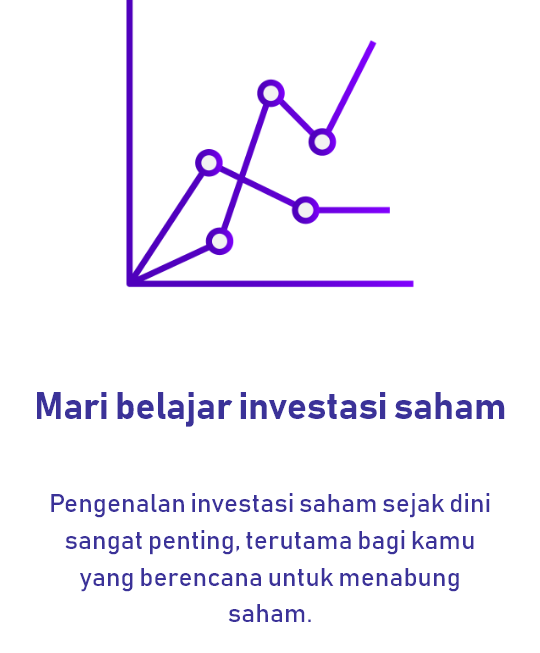 Mari belajar investasi saham
Pengenalan investasi saham sejak dini
sangat penting, terutama bagi kamu
yang berencana untuk menabung
saham.